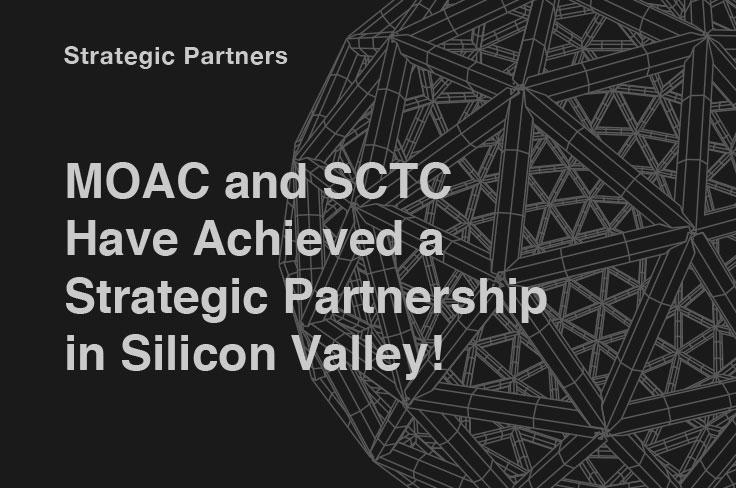 Strategic Partners
MOAC and SCTC
Have Achieved a
Strategic Partnership
in Silicon Valley!